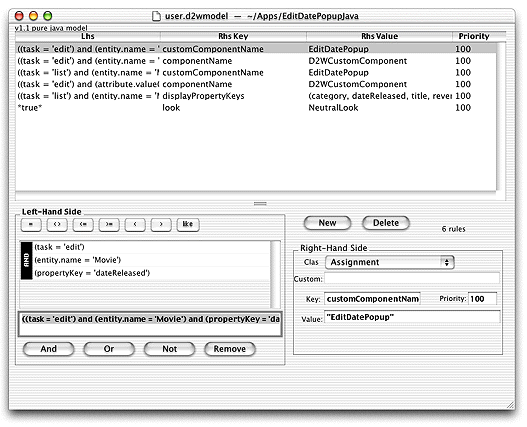 user.d2wmodel — ~/Apps/EditDatePopupJava
v1.1 pure java model
Lhs Rhs Key Rhs Value Priority
((task = 'edit') and (entity.name = ' customComponentName EditDatePopup 100
((task = 'edit') and (entity.name = ' componentName D2WCustomComponent 100
((task = 'list') and (entity.name = ' customComponentName EditDatePopup 100
((task = 'edit') and (attribute.value componentName D2WCustomComponent 100
((task = 'list') and (entity.name = ' displayPropertyKeys (category, dateReleased, title, rever 100
*true* look NeutralLook 100
Left-Hand Side
= <> <= >= < > like
AND
(task = 'edit')
(entity.name = 'Movie')
(propertyKey = 'dateReleased')
((task = 'edit') and (entity.name = 'Movie') and (propertyKey = 'da
And Or Not Remove
New Delete 6 rules
Right-Hand Side
Clas Assignment
Custom:
Key: customComponentNam Priority: 100
Value: "EditDatePopup"